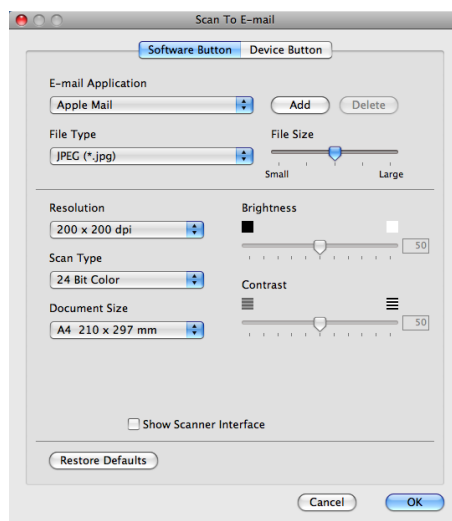 Scan To E-mail
Software Button Device Button
E-mail Application
Apple Mail Add Delete
File Type File Size
JPEG (*.jpg)
Small Large
Resolution Brightness
200 x 200 dpi
50
Scan Type
24 Bit Color
Contrast
Document Size
A4 210 x 297 mm 50
Show Scanner Interface
Restore Defaults
Cancel OK